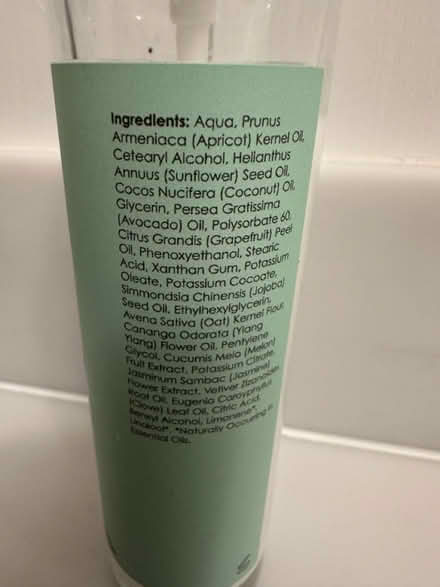 Ingredients: Aqua, Prunus
Armeniaca (Apricot) Kernel Oil,
Cetearyl Alcohol, Helianthus
Annuus (Sunflower) Seed Oil,
Cocos Nucifera (Coconut) Oil,
Glycerin, Persea Gratissima
(Avocado) Oil, Polysorbate 60,
Citrus Grandis (Grapefruit) Peel
Oil, Phenoxyethanol, Stearic
Acid, Xanthan Gum, Potassium
Oleate, Potassium Cocoate,
Simmondsia Chinensis (Jojoba)
Seed Oil, Ethylhexylglycerin,
Avena Sativa (Oat) Kernel Flour,
Cananga Odorata (Ylang
Ylang) Flower Oil, Pentylene
Glycol, Cucumis Melo (Melon)
Fruit Extract, Potassium Citrate,
Jasminum Sambac (Jasmine)
Flower Extract, Vetiver Zizanoides
Root Oil, Eugenia Caryophyllus
(Clove) Leaf Oil, Citric Acid,
Benzyl Alcohol, Limonene*,
Linalool*. *Naturally Occuring in
Essential Oils.